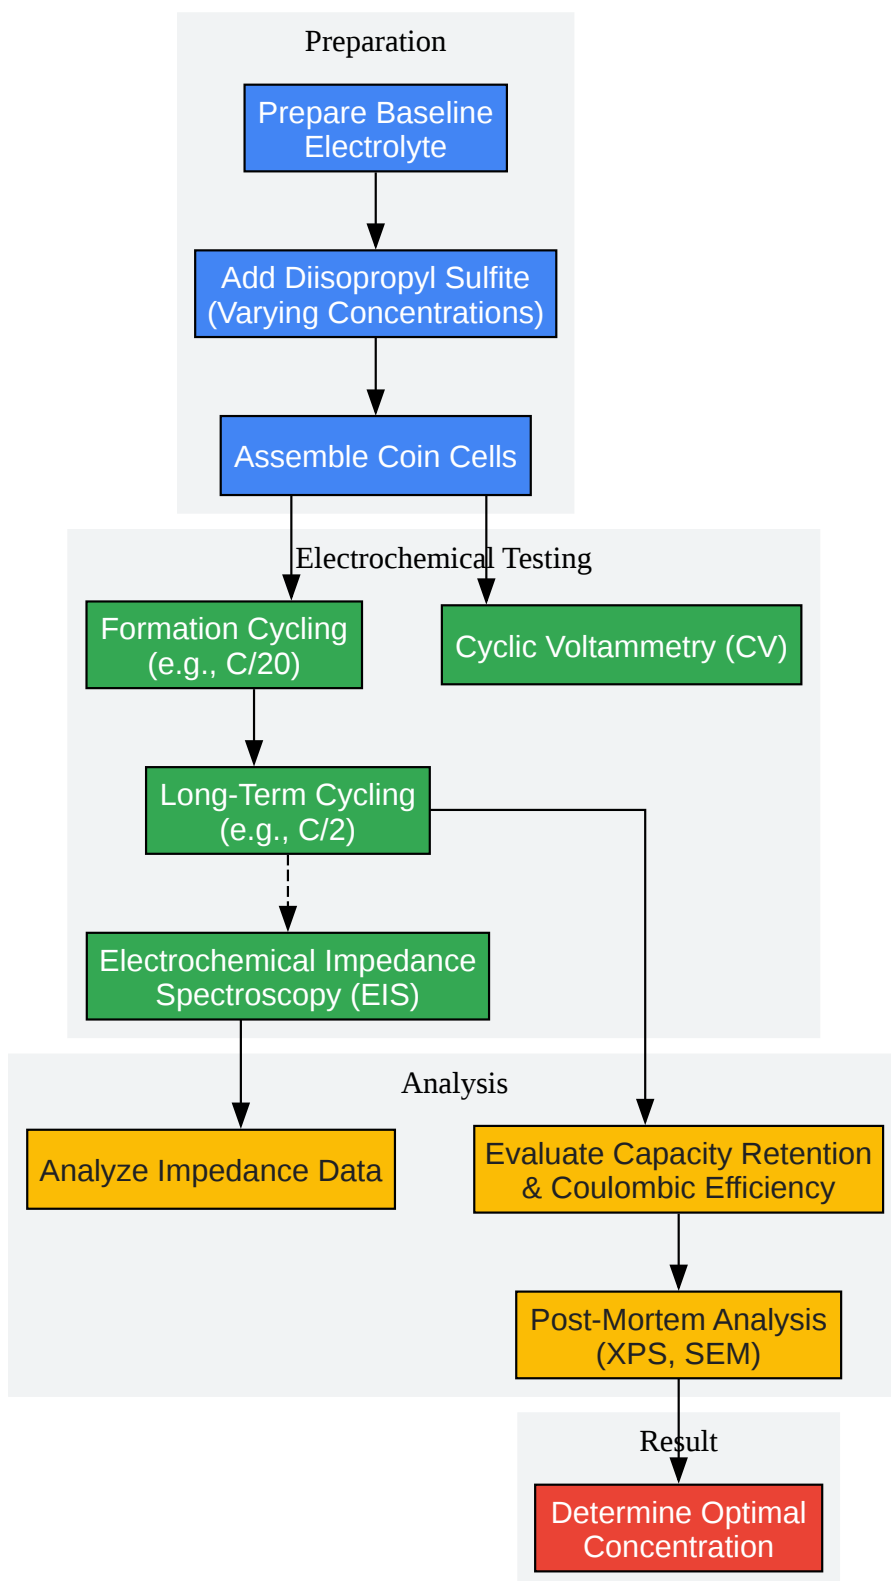 Preparation
Prepare Baseline
Electrolyte
Add Diisopropyl Sulfite
(Varying Concentrations)
Assemble Coin Cells
Electrochemical Testing
Formation Cycling
(e.g., C/20)
Cyclic Voltammetry (CV)
Long-Term Cycling
(e.g., C/2)
Electrochemical Impedance
Spectroscopy (EIS)
Analysis
Analyze Impedance Data
Evaluate Capacity Retention
& Coulombic Efficiency
Post-Mortem Analysis
(XPS, SEM)
Result
Determine Optimal
Concentration